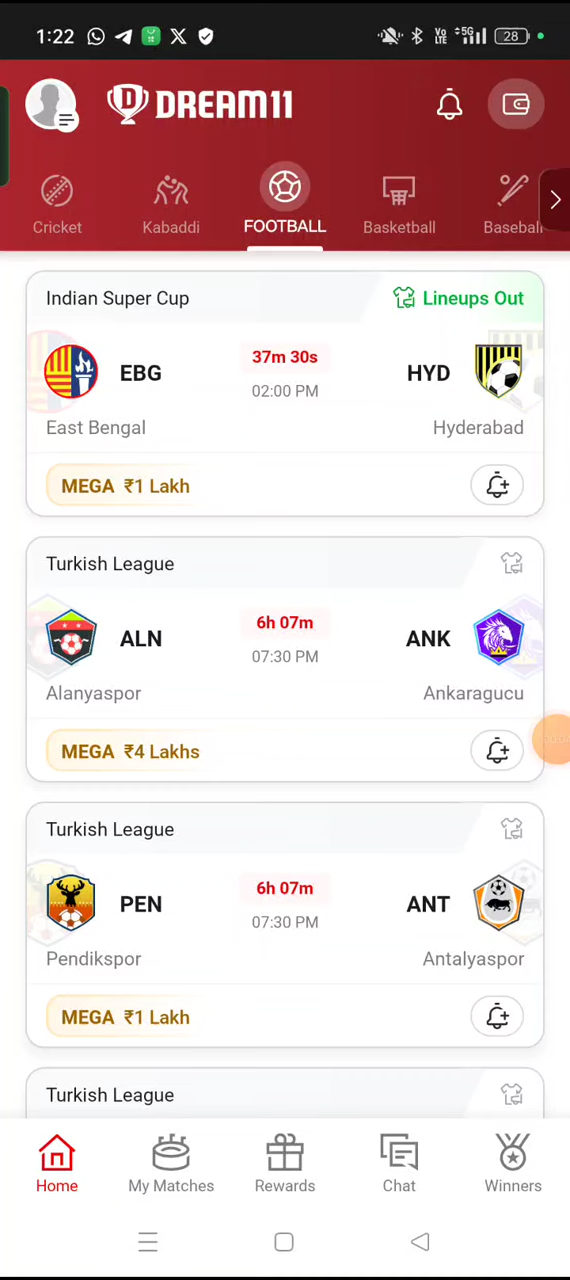 1:22
Vo LTE 5G 28
DREAM11
Cricket Kabaddi FOOTBALL Basketball Baseball
Indian Super Cup Lineups Out
EBG 37m 30s HYD
02:00 PM
East Bengal Hyderabad
MEGA ₹1 Lakh
Turkish League
ALN 6h 07m ANK
07:30 PM
Alanyaspor Ankaragucu
MEGA ₹4 Lakhs
Turkish League
PEN 6h 07m ANT
07:30 PM
Pendikspor Antalyaspor
MEGA ₹1 Lakh
Turkish League
Home My Matches Rewards Chat Winners